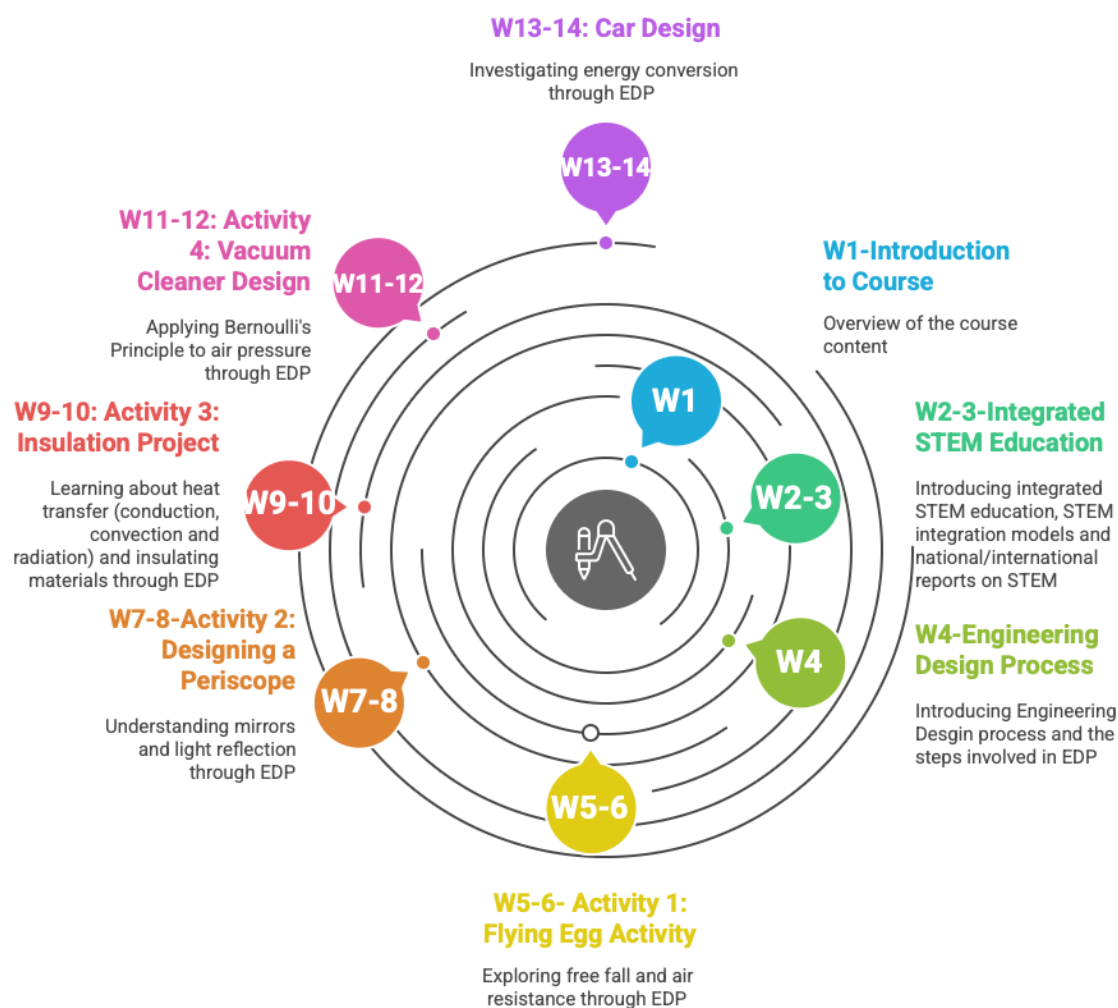 W13-14: Car Design
Investigating energy conversion
through EDP
W13-14
W1-Introduction
to Course
Overview of the course
content
W1
W2-3-Integrated
STEM Education
Introducing integrated
STEM education, STEM
integration models and
national/international
reports on STEM
W2-3
W4-Engineering
Design Process
Introducing Engineering
Desgin process and the
steps involved in EDP
W4
W5-6
W5-6- Activity 1:
Flying Egg Activity
Exploring free fall and air
resistance through EDP
W7-8-Activity 2:
Designing a
Periscope
Understanding mirrors
and light reflection
through EDP
W7-8
W9-10: Activity 3:
Insulation Project
Learning about heat
transfer (conduction,
convection and
radiation) and insulating
materials through EDP
W9-10
W11-12: Activity
4: Vacuum
Cleaner Design
Applying Bernoulli's
Principle to air pressure
through EDP
W11-12